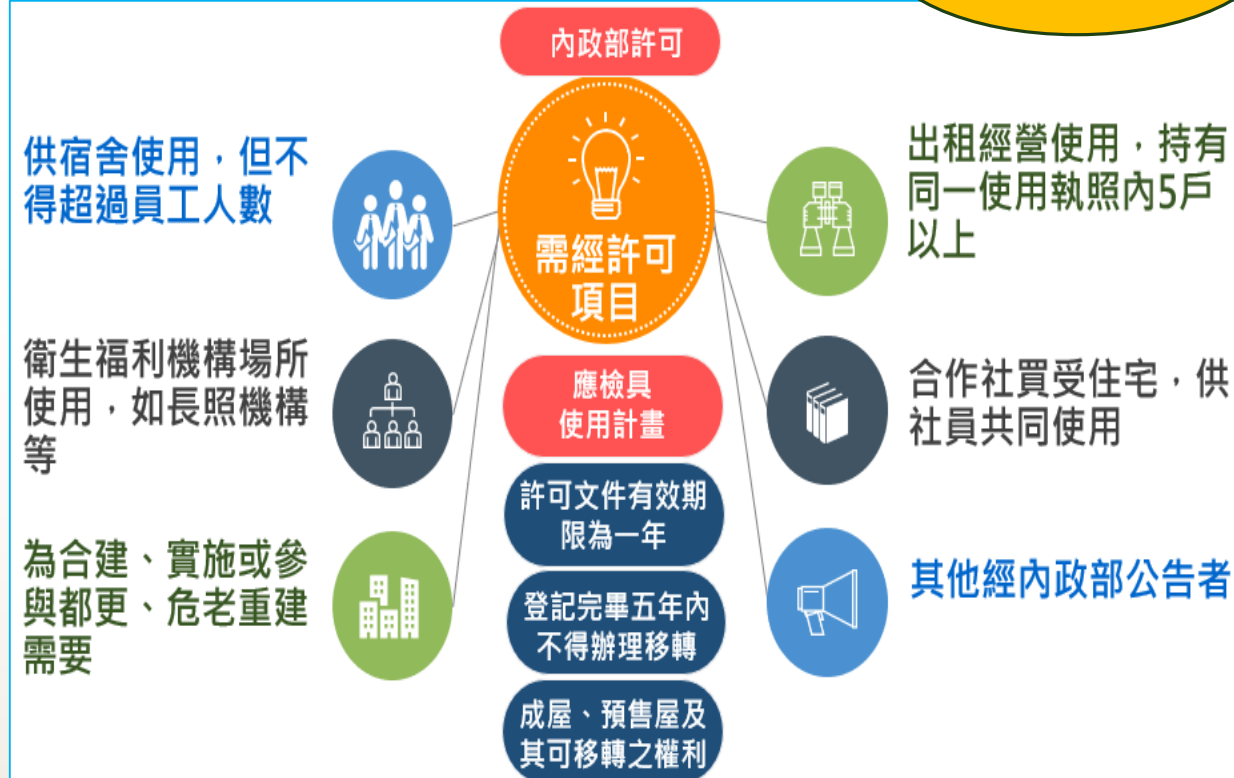 內政部許可
供宿舍使用，但不
得超過員工人數
衛生福利機構場所
使用，如長照機構
等
為合建、實施或參
與都更、危老重建
需要
需經許可
項目
應檢具
使用計畫
許可文件有效期
限為一年
登記完畢五年內
不得辦理移轉
成屋、預售屋及
其可移轉之權利
出租經營使用，持有
同一使用執照內5戶
以上
合作社買受住宅，供
社員共同使用
其他經內政部公告者